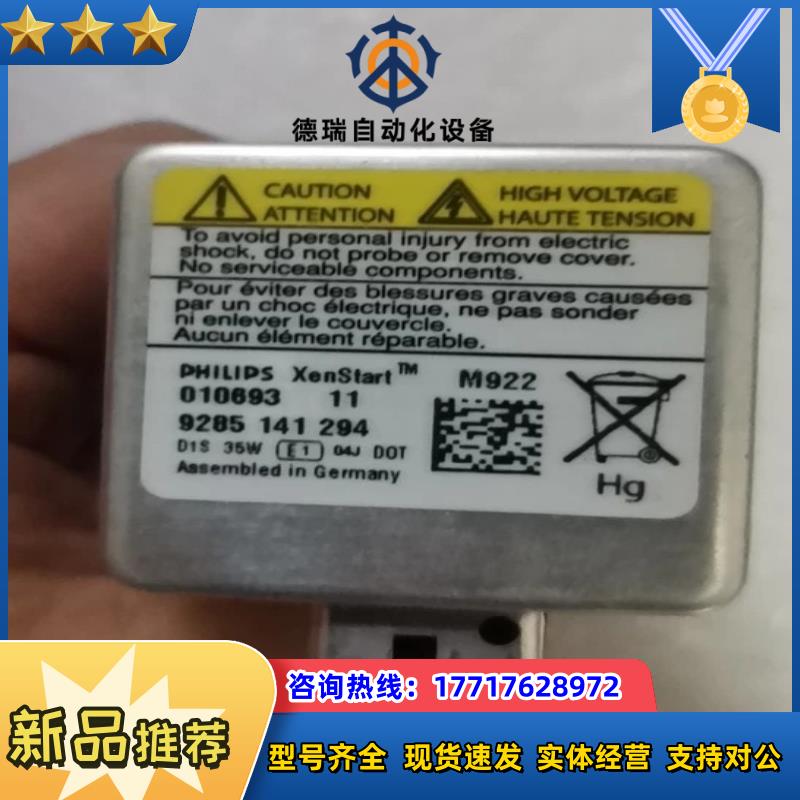 德瑞自动化设备
CAUTION
ATTENTION
HIGH VOLTAGE
HAUTE TENSION
To avoid personal injury from electric
shock, do not probe or remove cover.
No serviceable components.
Pour éviter des blessures graves causées
par un choc électrique, ne pas sonder
ni enlever le couvercle.
Aucun élément réparable.
PHILIPS XenStart™ M922
010693 11
9285 141 294
D1S 35W E1 04J DOT
Assembled in Germany
Hg
咨询热线：17717628972
新品推荐
型号齐全 现货速发 实体经营 支持对公